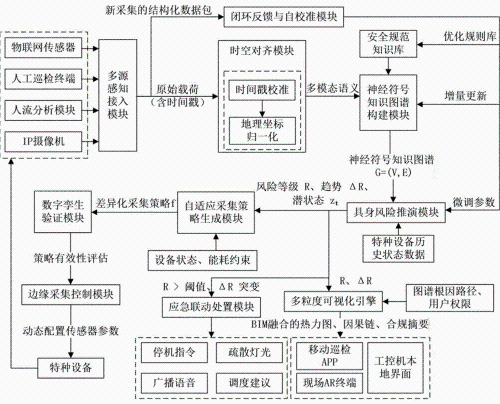 新采集的结构化数据包
闭环反馈与自校准模块
优化规则库
安全规范
知识库
物联网传感器
人工巡检终端
人流分析模块
IP摄像机
多源
感知
接入
模块
原始载荷
(含时间戳)
时空对齐模块
时间戳校准
地理坐标
归一化
多模态语义
神经符号
知识图谱
构建模块
增量更新
神经符号知识图谱
G=(V,E)
微调参数
具身风险推演模块
特种设备历
史状态数据
风险等级 R、趋势 ΔR、
潜状态 zt
自适应采集策
略生成模块
设备状态、能耗约束
差异化采集策略f
数字孪生
验证模块
策略有效性评估
边缘采集控制模块
动态配置传感器参数
特种设备
R > 阈值、ΔR 突变
应急联动处置模块
停机指令
疏散灯光
广播语音
调度建议
R、ΔR
多粒度可视化引擎
图谱根因路径、
用户权限
BIM融合的热力图、因果链、合规摘要
移动巡检
APP
现场AR终端
工控机本
地界面